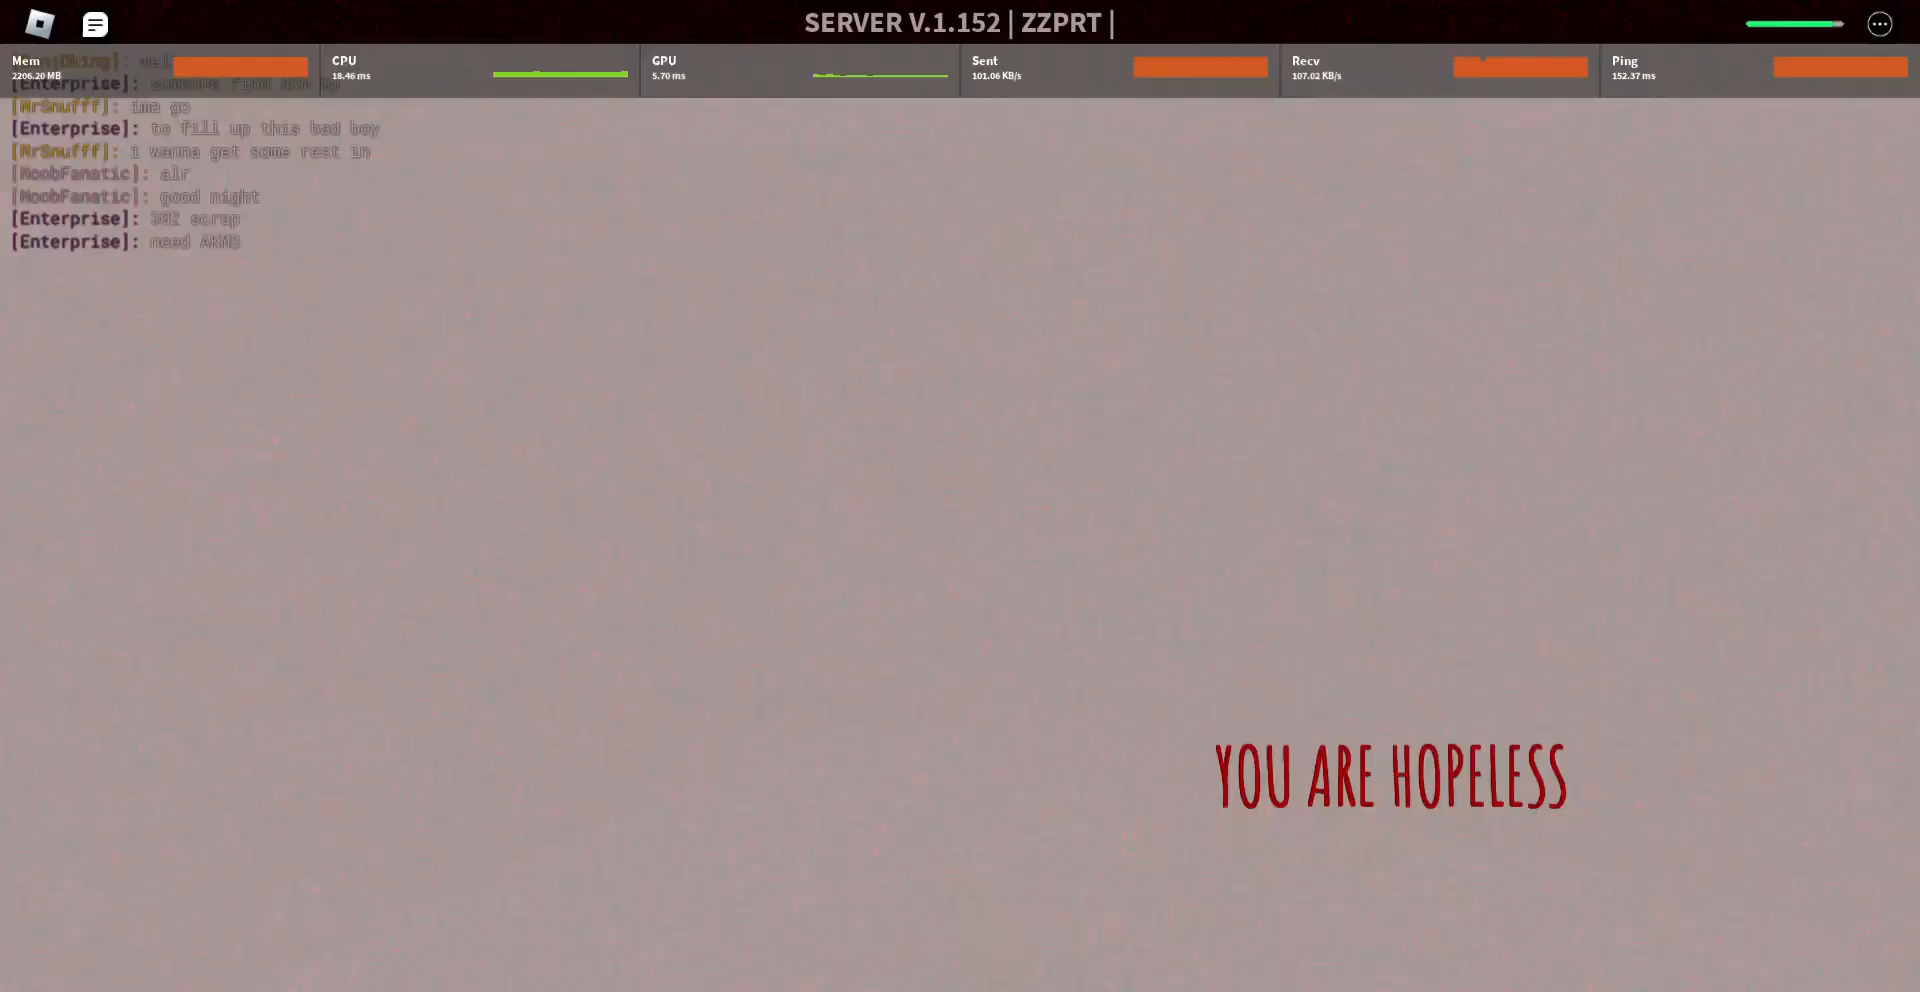 SERVER V.1.152 | ZZPRT |
Mem CPU GPU Sent Recv Ping
2206.20 MB 18.46 ms 5.70 ms 101.06 KB/s 107.02 KB/s 152.37 ms
[Enterprise]: someone find
[MrSnufff]: ima go
[Enterprise]: to fill up this bad boy
[MrSnufff]: i wanna get some rest in
[NoobFanatic]: alr
[NoobFanatic]: good night
[Enterprise]: 502 scrap
[Enterprise]: need AKMS
YOU ARE HOPELESS